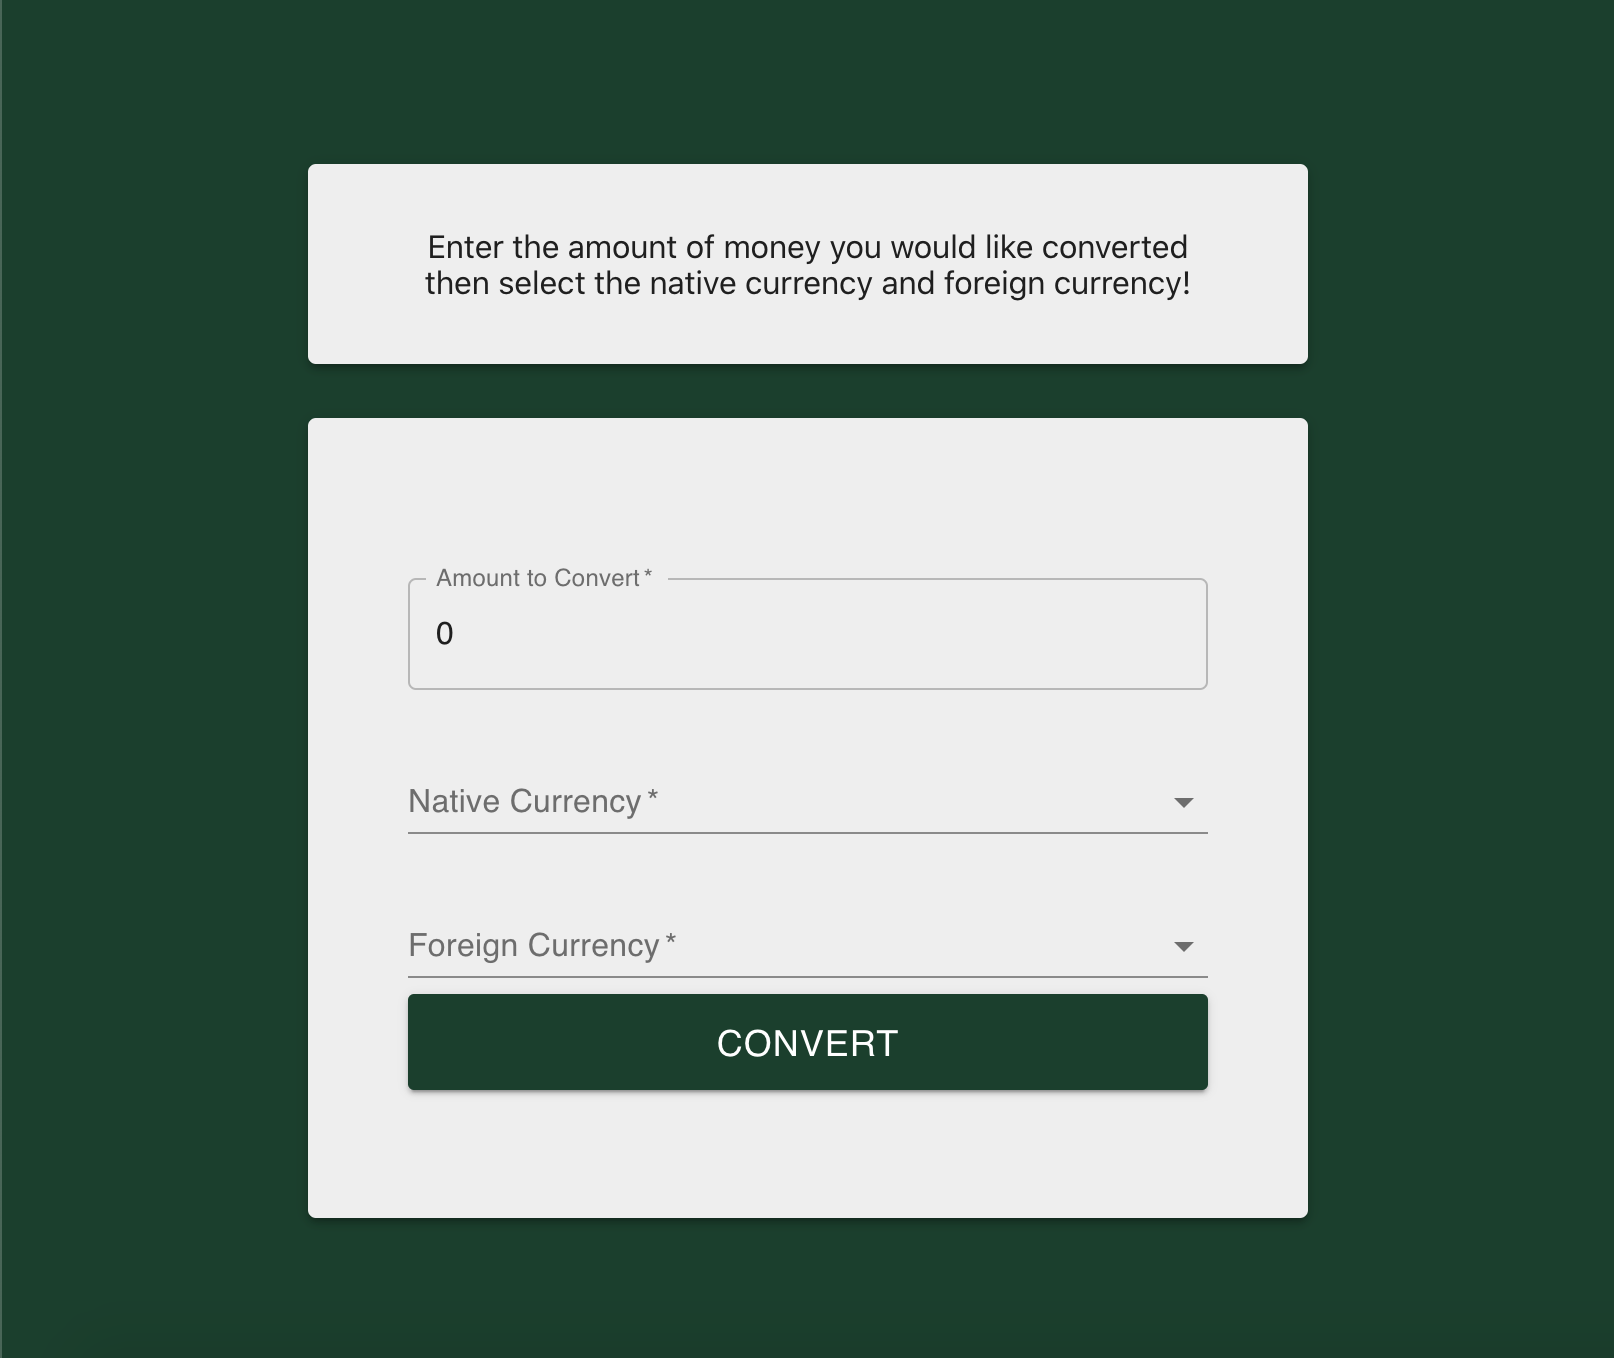 Enter the amount of money you would like converted
then select the native currency and foreign currency!
Amount to Convert *
0
Native Currency *
Foreign Currency *
CONVERT